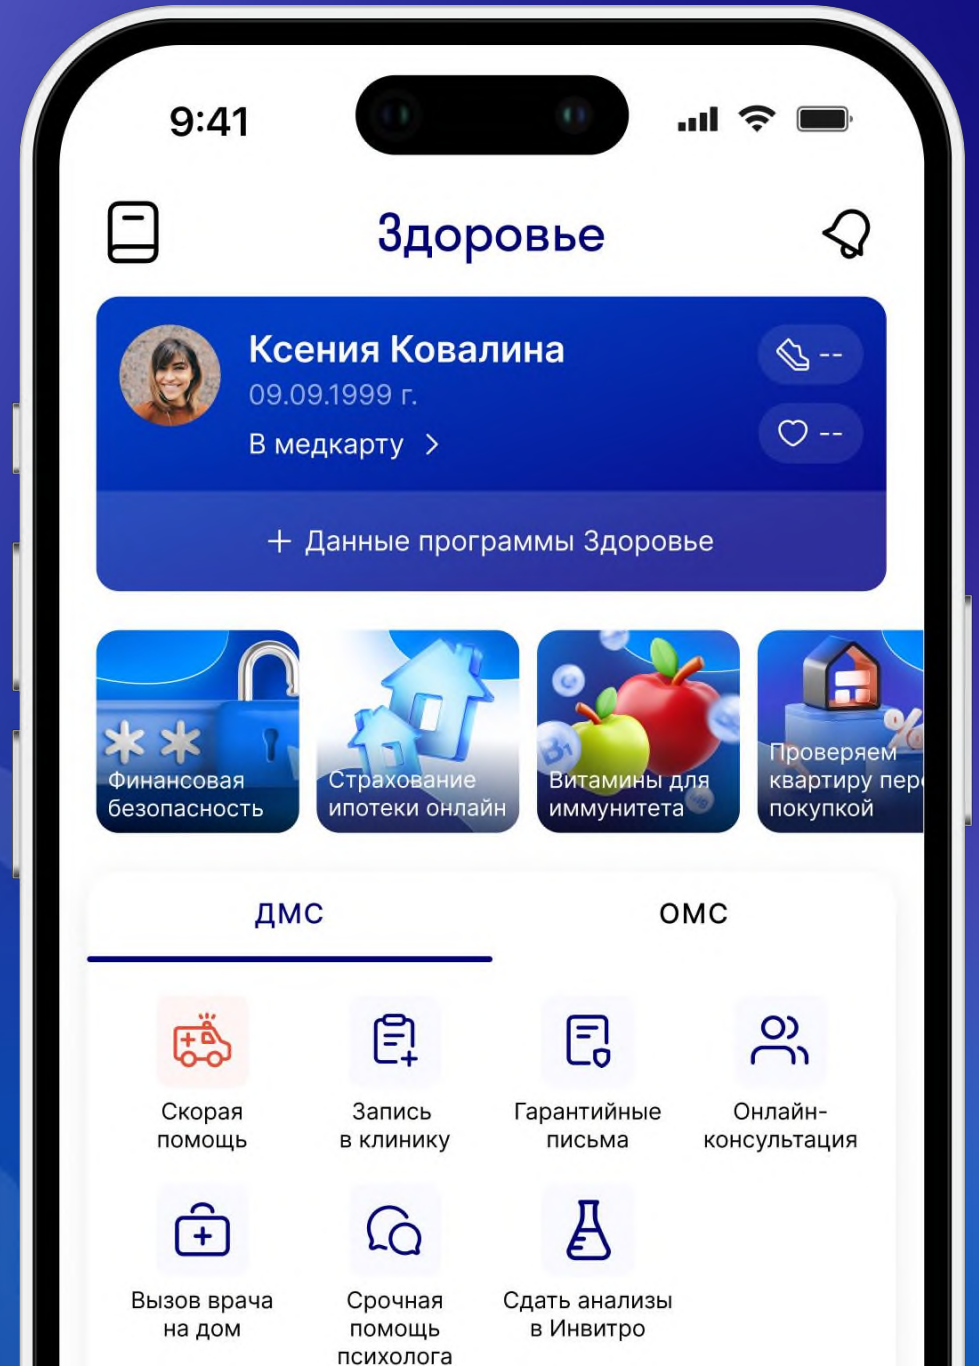 9:41
Здоровье
Ксения Ковалина
09.09.1999 г.
В медкарту
--
--
+ Данные программы Здоровье
Финансовая
безопасность
Страхование
ипотеки онлайн
B1
Витамины для
иммунитета
%
Проверяем
квартиру пер
покупкой
ДМС
ОМС
Скорая
помощь
Запись
в клинику
Гарантийные
письма
Онлайн-
консультация
Вызов врача
на дом
Срочная
помощь
психолога
Сдать анализы
в Инвитро